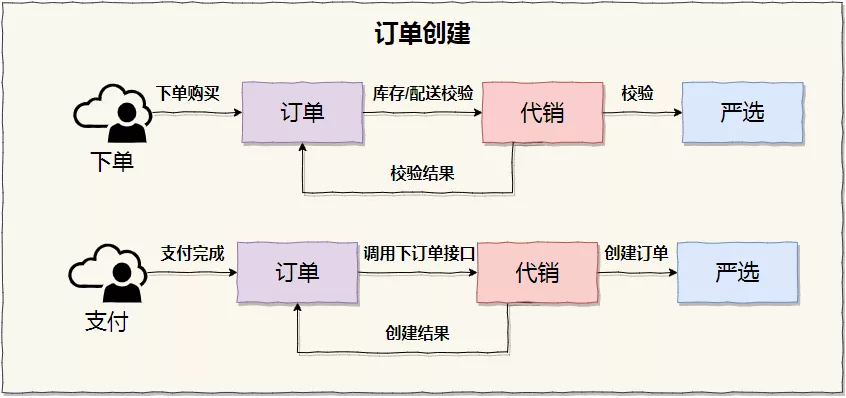 订单创建
下单购买
订单
库存/配送校验
代销
校验
严选
下单
校验结果
支付完成
订单
调用下订单接口
代销
创建订单
严选
支付
创建结果